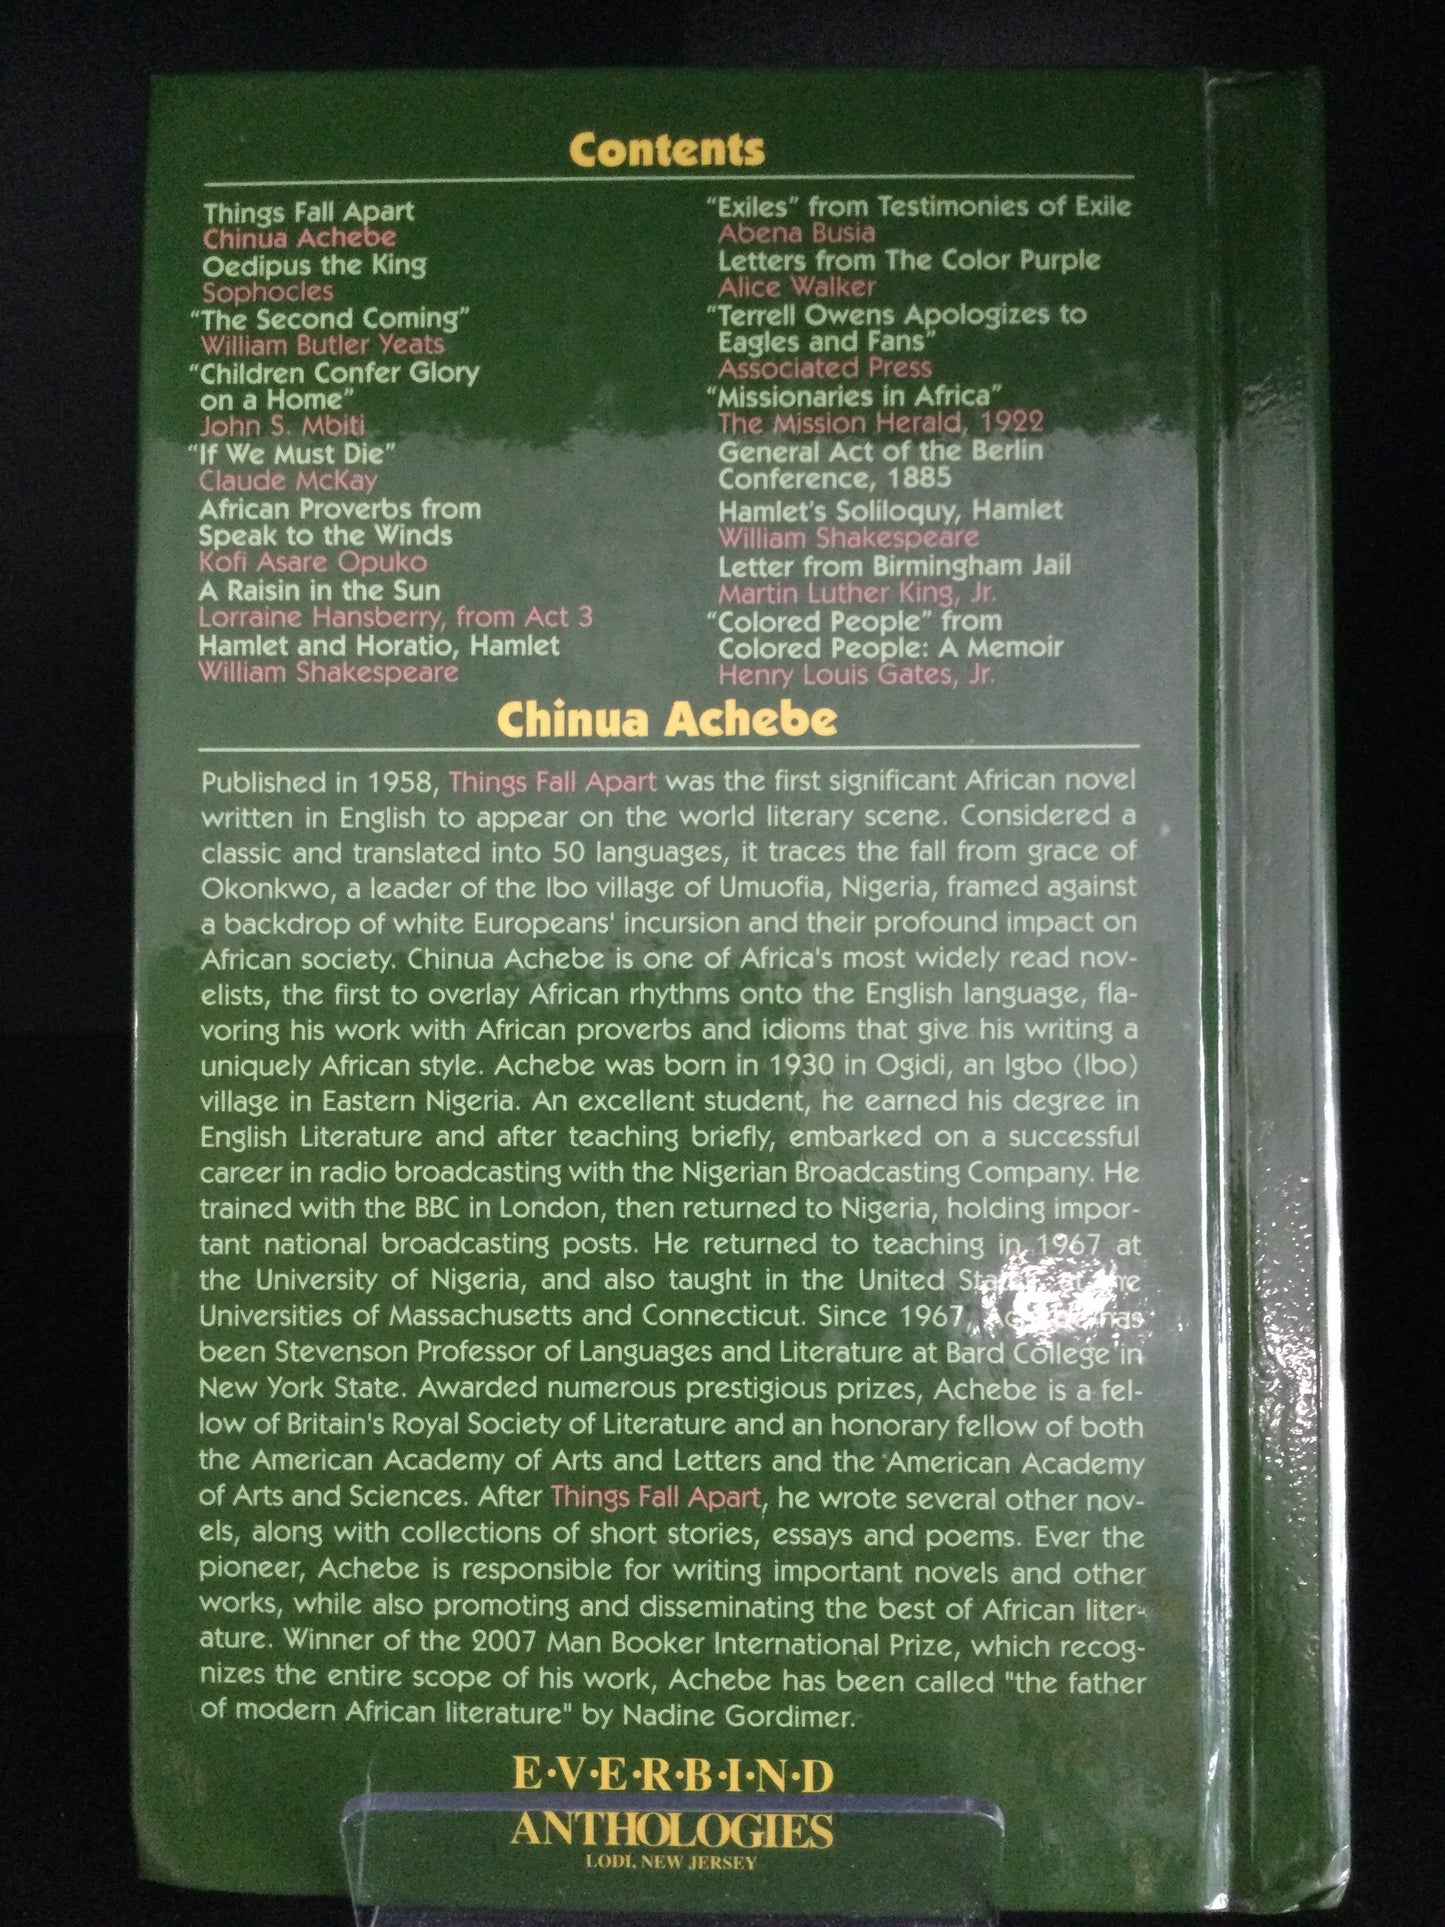 Contents
Things Fall Apart
Chinua Achebe
Oedipus the King
Sophocles
"The Second Coming"
William Butler Yeats
"Children Confer Glory
on a Home"
John S. Mbiti
"If We Must Die"
Claude McKay
African Proverbs from
Speak to the Winds
Kofi Asare Opuko
A Raisin in the Sun
Lorraine Hansberry, from Act 3
Hamlet and Horatio, Hamlet
William Shakespeare
"Exiles" from Testimonies of Exile
Abena Busia
Letters from The Color Purple
Alice Walker
"Terrell Owens Apologizes to
Eagles and Fans"
Associated Press
"Missionaries in Africa"
The Mission Herald, 1922
General Act of the Berlin
Conference, 1885
Hamlet's Soliloquy, Hamlet
William Shakespeare
Letter from Birmingham Jail
Martin Luther King, Jr.
"Colored People" from
Colored People: A Memoir
Henry Louis Gates, Jr.
Chinua Achebe
Published in 1958, Things Fall Apart was the first significant African novel
written in English to appear on the world literary scene. Considered a
classic and translated into 50 languages, it traces the fall from grace of
Okonkwo, a leader of the Ibo village of Umuofia, Nigeria, framed against
a backdrop of white Europeans' incursion and their profound impact on
African society. Chinua Achebe is one of Africa's most widely read nov-
elists, the first to overlay African rhythms onto the English language, fla-
voring his work with African proverbs and idioms that give his writing a
uniquely African style. Achebe was born in 1930 in Ogidi, an Igbo (Ibo)
village in Eastern Nigeria. An excellent student, he earned his degree in
English Literature and after teaching briefly, embarked on a successful
career in radio broadcasting with the Nigerian Broadcasting Company. He
trained with the BBC in London, then returned to Nigeria, holding impor-
tant national broadcasting posts. He returned to teaching in 1967 at
the University of Nigeria, and also taught in the United States, at the
Universities of Massachusetts and Connecticut. Since 1967, has
been Stevenson Professor of Languages and Literature at Bard College in
New York State. Awarded numerous prestigious prizes, Achebe is a fel-
low of Britain's Royal Society of Literature and an honorary fellow of both
the American Academy of Arts and Letters and the American Academy
of Arts and Sciences. After Things Fall Apart, he wrote several other nov-
els, along with collections of short stories, essays and poems. Ever the
pioneer, Achebe is responsible for writing important novels and other
works, while also promoting and disseminating the best of African liter-
ature. Winner of the 2007 Man Booker International Prize, which recog-
nizes the entire scope of his work, Achebe has been called "the father
of modern African literature" by Nadine Gordimer.
E·V·E·R·B·I·N·D
ANTHOLOGIES
LODI, NEW JERSEY